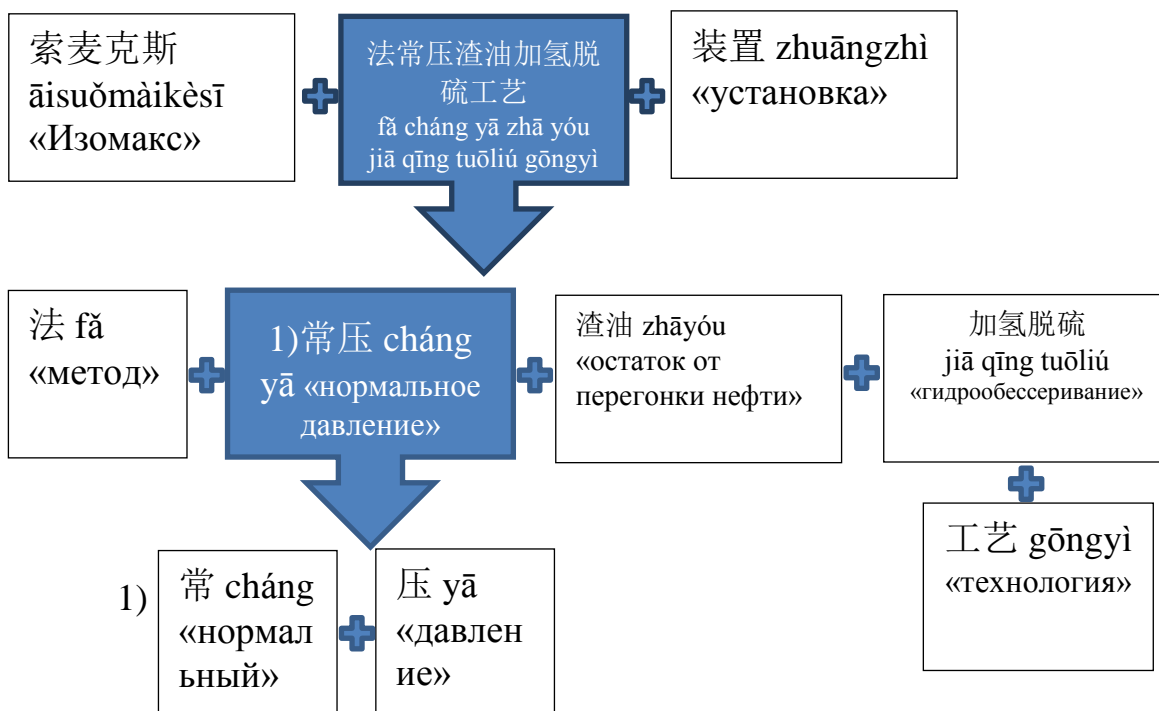 索麦克斯
āisuǒmàikèsī
«Изомакс»
法常压渣油加氢脱
硫工艺
fǎ cháng yā zhā yóu
jiā qīng tuōliú gōngyì
装置 zhuāngzhì
«установка»
法 fǎ
«метод»
1)常压 cháng
yā «нормальное
давление»
渣油 zhāyóu
«остаток от
перегонки нефти»
加氢脱硫
jiā qīng tuōliú
«гидрообессеривание»
工艺 gōngyì
«технология»
1)
常 cháng
«нормал
ьный»
压 yā
«давлен
ие»